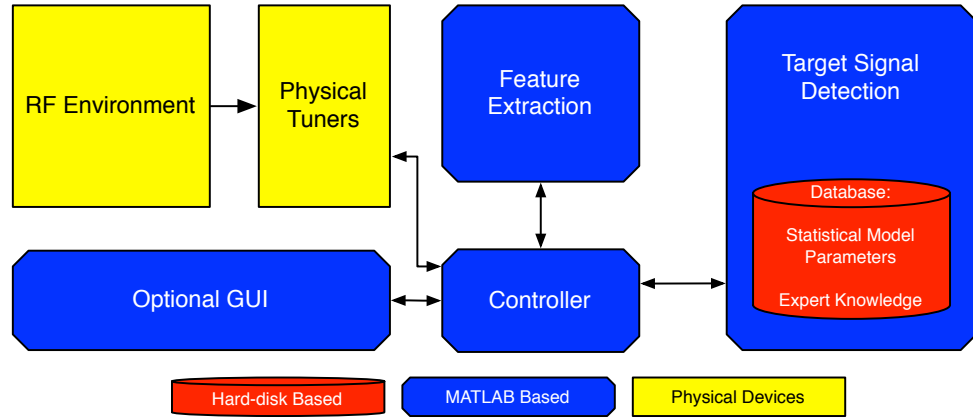 RF Environment
Physical
Tuners
Feature
Extraction
Target Signal
Detection
Database:
Statistical Model
Parameters
Expert Knowledge
Optional GUI
Controller
Hard-disk Based
MATLAB Based
Physical Devices